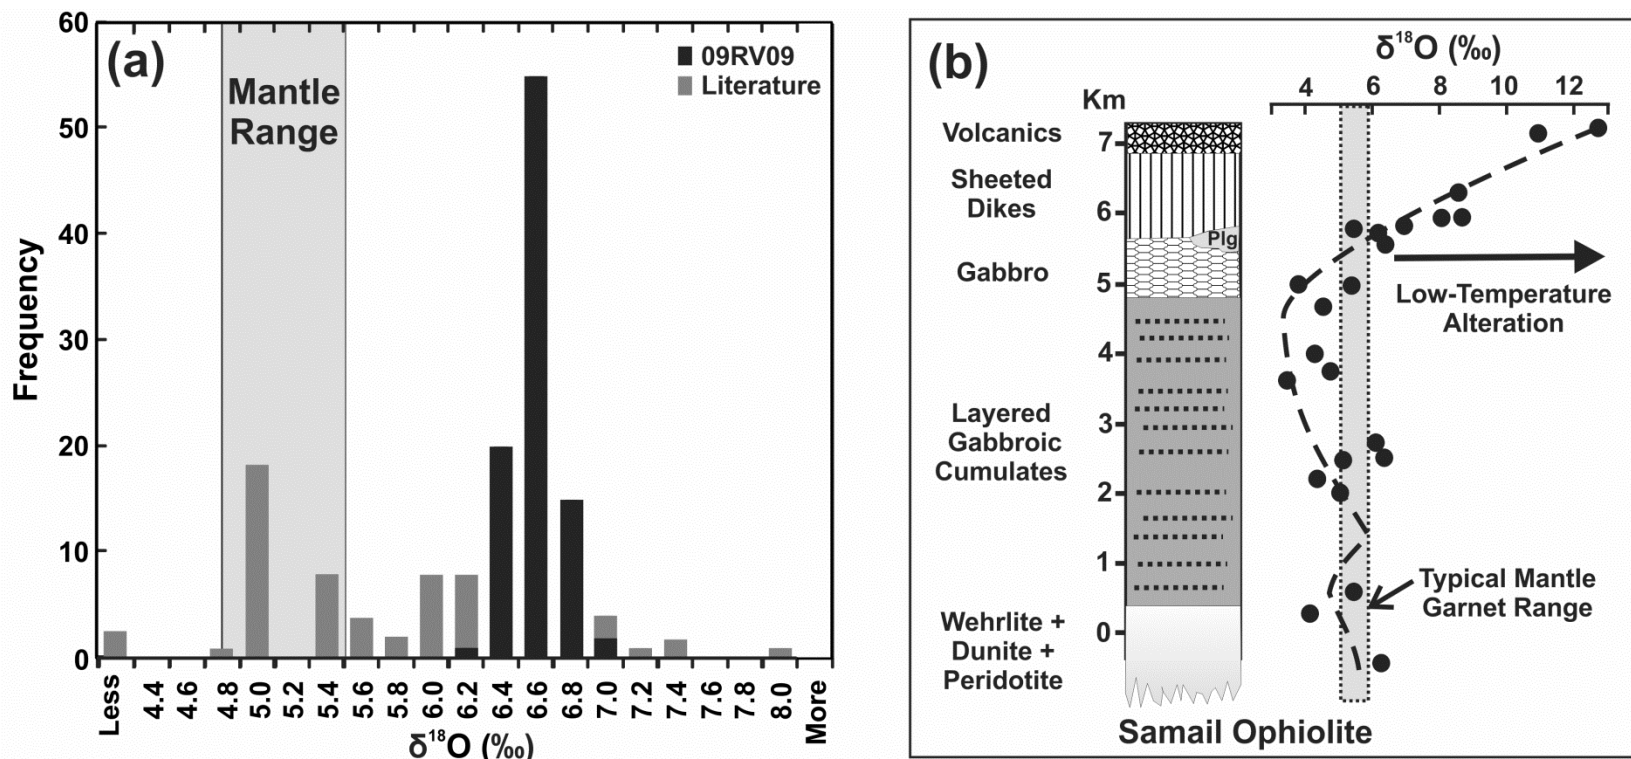 (a)
09RV09
Literature
Mantle
Range
Frequency
60
50
40
30
20
10
0
Less
4.4
4.6
4.8
5.0
5.2
5.4
5.6
5.8
6.0
6.2
6.4
6.6
6.8
7.0
7.2
7.4
7.6
7.8
8.0
More
δ¹⁸O (‰)
(b)
δ¹⁸O (‰)
4 6 8 10 12
Km
7
6
5
4
3
2
1
0
Volcanics
Sheeted
Dikes
Plg
Gabbro
Layered
Gabbroic
Cumulates
Wehrlite +
Dunite +
Peridotite
Low-Temperature
Alteration
Typical Mantle
Garnet Range
Samail Ophiolite